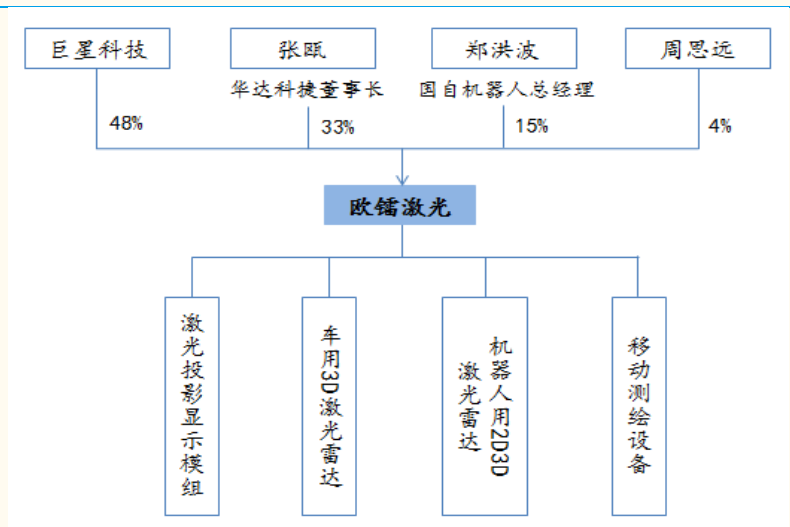 巨星科技
张瓯
郑洪波
周思远
华达科捷董事长
国自机器人总经理
48%
33%
15%
4%
欧镭激光
激光投影显示模组
车用3D激光雷达
机器人用2D3D
激光雷达
移动测绘设备